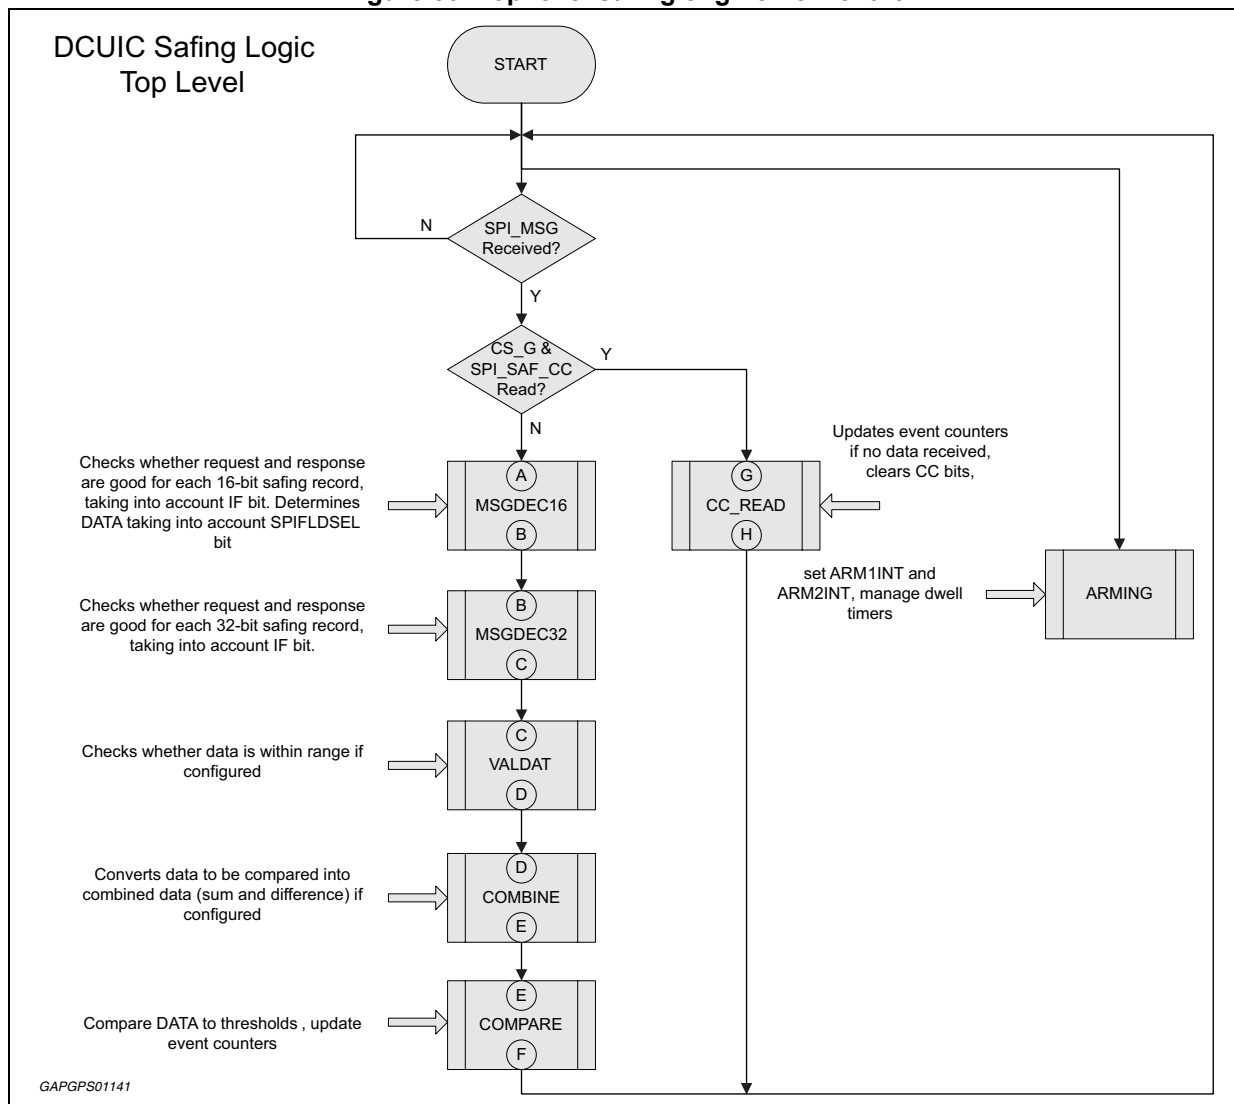 DCUIC Safing Logic
Top Level
START
N
SPI_MSG
Received?
Y
CS_G &
SPI_SAF_CC
Read?
Y
N
Checks whether request and response
are good for each 16-bit safing record,
taking into account IF bit. Determines
DATA taking into account SPIFLDSEL
bit
A
MSGDEC16
B
Updates event counters
if no data received,
clears CC bits,
G
CC_READ
H
set ARM1INT and
ARM2INT, manage dwell
timers
ARMING
Checks whether request and response
are good for each 32-bit safing record,
taking into account IF bit.
B
MSGDEC32
C
Checks whether data is within range if
configured
C
VALDAT
D
Converts data to be compared into
combined data (sum and difference) if
configured
D
COMBINE
E
Compare DATA to thresholds , update
event counters
E
COMPARE
F
GAPGPS01141